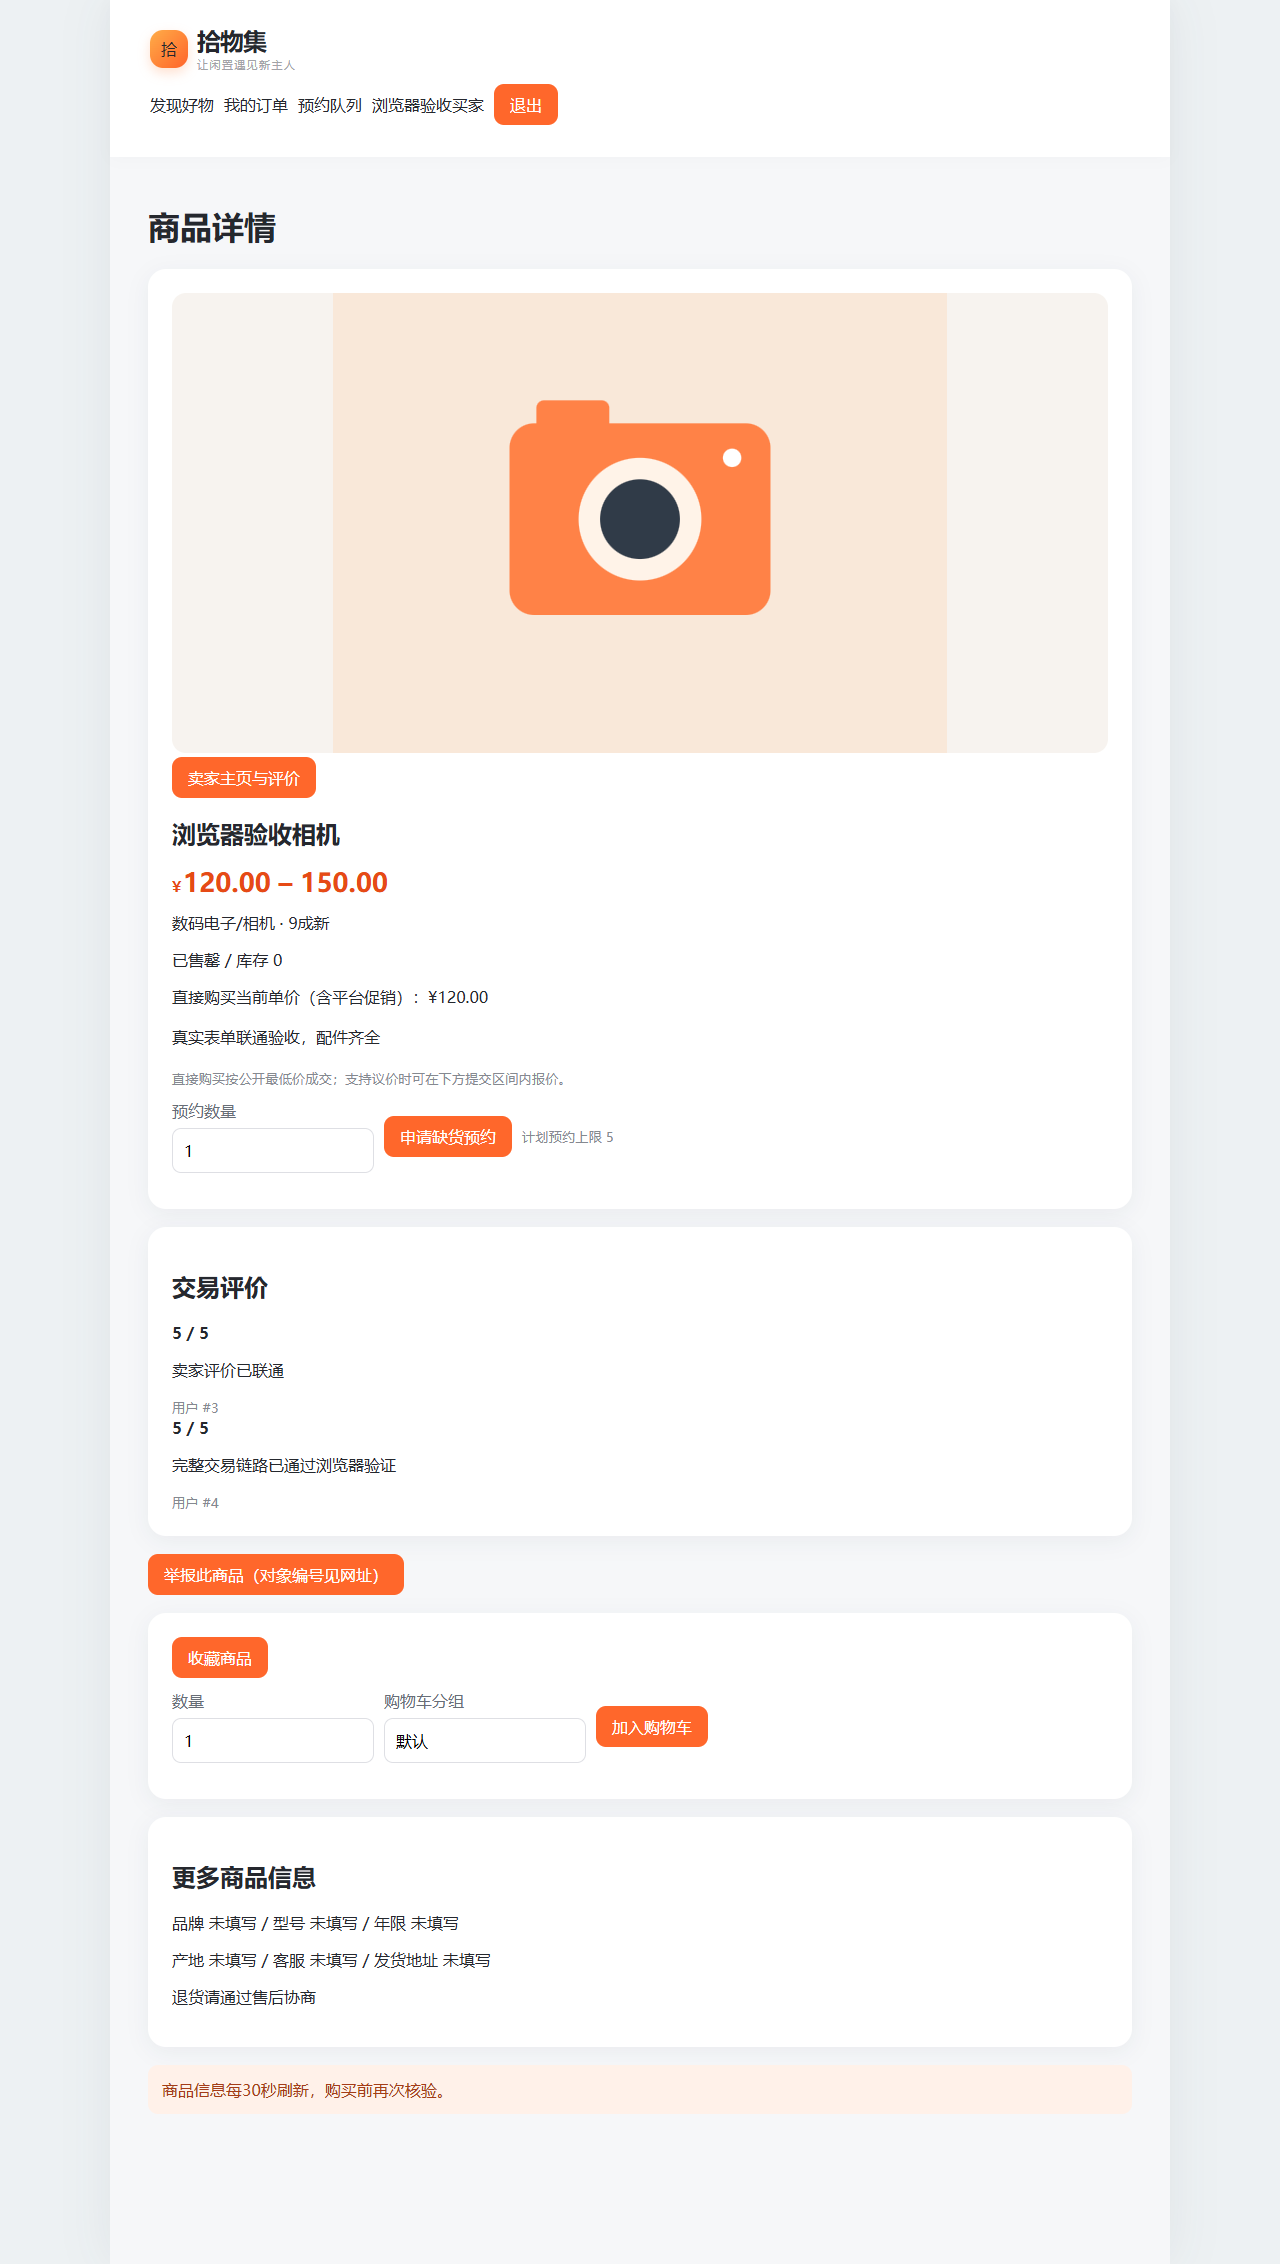 拾
拾物集
让闲置遇见新主人
发现好物 我的订单 预约队列 浏览器验收买家 退出
商品详情
卖家主页与评价
浏览器验收相机
¥120.00 – 150.00
数码电子/相机 · 9成新
已售罄 / 库存 0
直接购买当前单价（含平台促销）：¥120.00
真实表单联通验收，配件齐全
直接购买按公开最低价成交；支持议价时可在下方提交区间内报价。
预约数量
1 申请缺货预约 计划预约上限 5
交易评价
5 / 5
卖家评价已联通
用户 #3
5 / 5
完整交易链路已通过浏览器验证
用户 #4
举报此商品（对象编号见网址）
收藏商品
数量 购物车分组
1 默认 加入购物车
更多商品信息
品牌 未填写 / 型号 未填写 / 年限 未填写
产地 未填写 / 客服 未填写 / 发货地址 未填写
退货请通过售后协商
商品信息每30秒刷新，购买前再次核验。